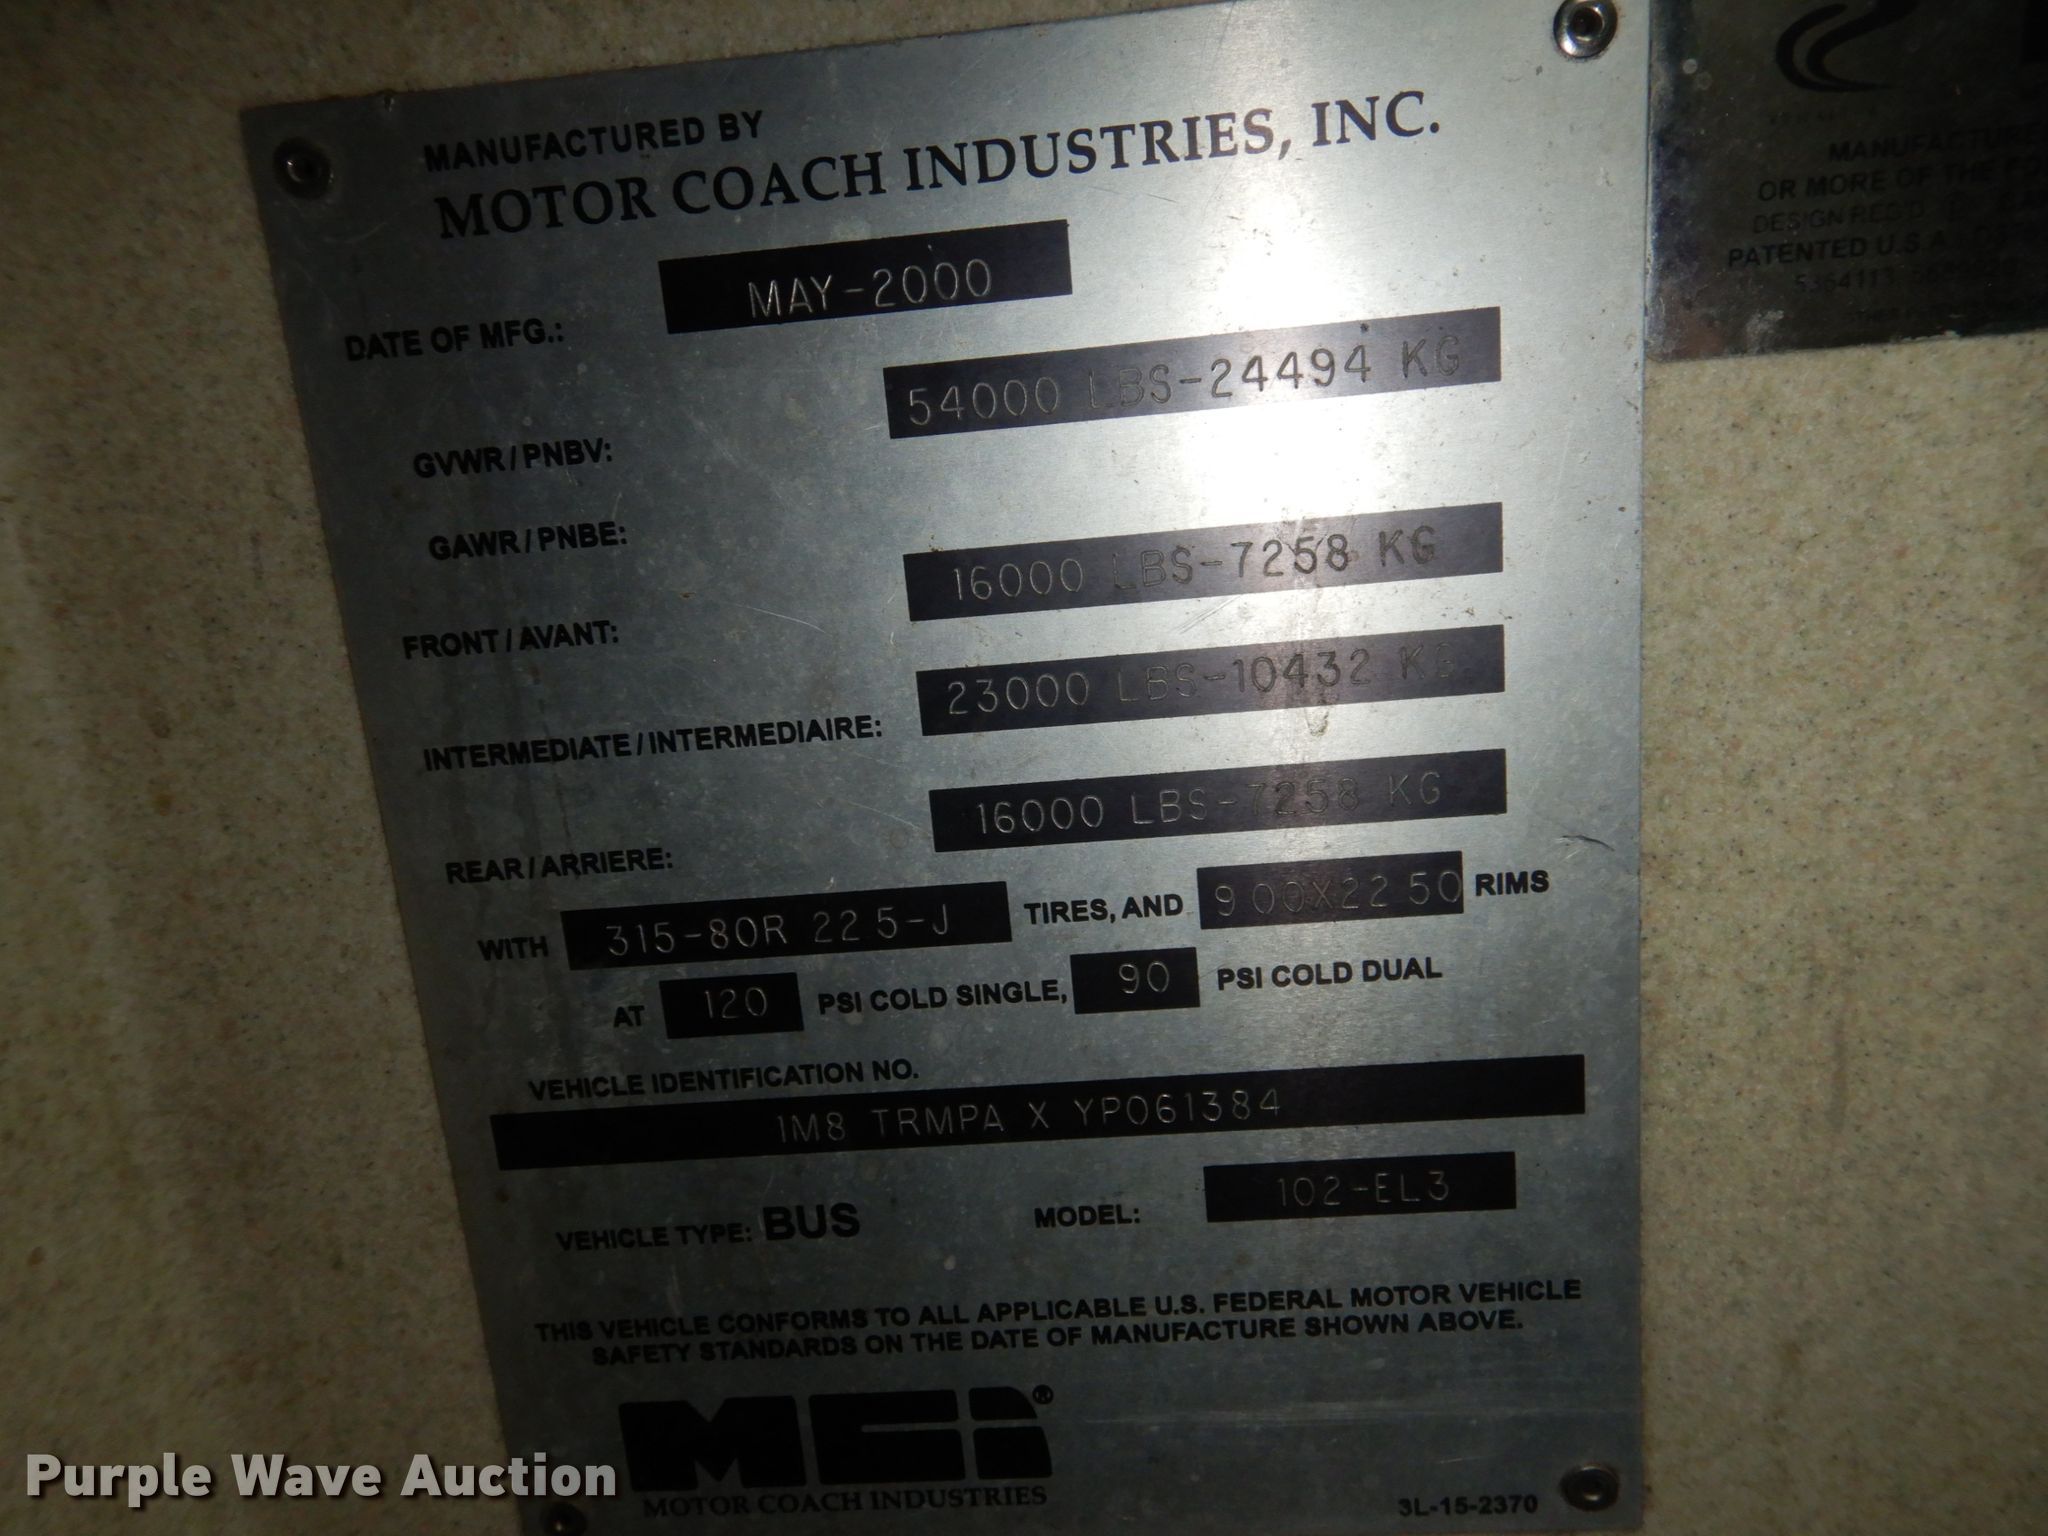 MANUFACTURED BY
MOTOR COACH INDUSTRIES, INC.
DATE OF MFG.: MAY-2000
GVWR/PNBV: 54000 LBS-24494 KG
GAWR/PNBE:
FRONT/AVANT: 16000 LBS-7258 KG
INTERMEDIATE/INTERMEDIAIRE: 23000 LBS-10432 KG
REAR/ARRIERE: 16000 LBS-7258 KG
WITH 315-80R 22 5-J TIRES, AND 9 00X22 50 RIMS
AT 120 PSI COLD SINGLE, 90 PSI COLD DUAL
VEHICLE IDENTIFICATION NO.
1M8 TRMPA X YP061384
VEHICLE TYPE: BUS MODEL: 102-EL3
THIS VEHICLE CONFORMS TO ALL APPLICABLE U.S. FEDERAL MOTOR VEHICLE
SAFETY STANDARDS ON THE DATE OF MANUFACTURE SHOWN ABOVE.
MCI®
MOTOR COACH INDUSTRIES
3L-15-2370
MANUFACTURE
OR MORE OF THE FO
DESIGN REG'D
PATENTED U.S.A.
5364113
Purple Wave Auction